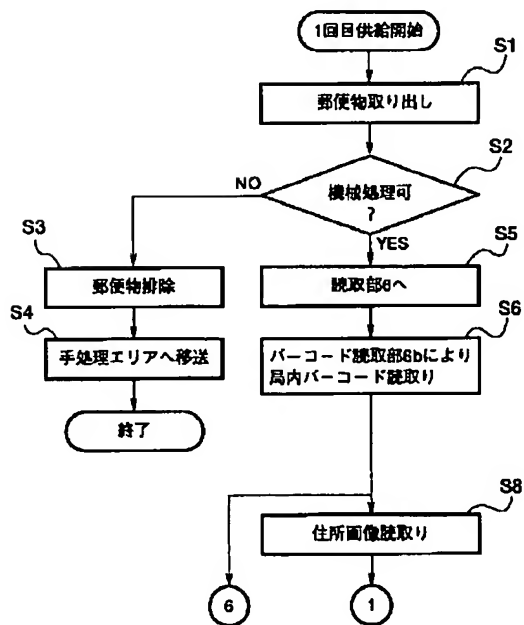 1回目供給開始
S1
郵便物取り出し
S2
機械処理可
?
NO
YES
S3
郵便物排除
S5
読取部6へ
S4
手処理エリアへ移送
S6
バーコード読取部6bにより
局内バーコード読取り
終了
S8
住所画像読取り
6
1